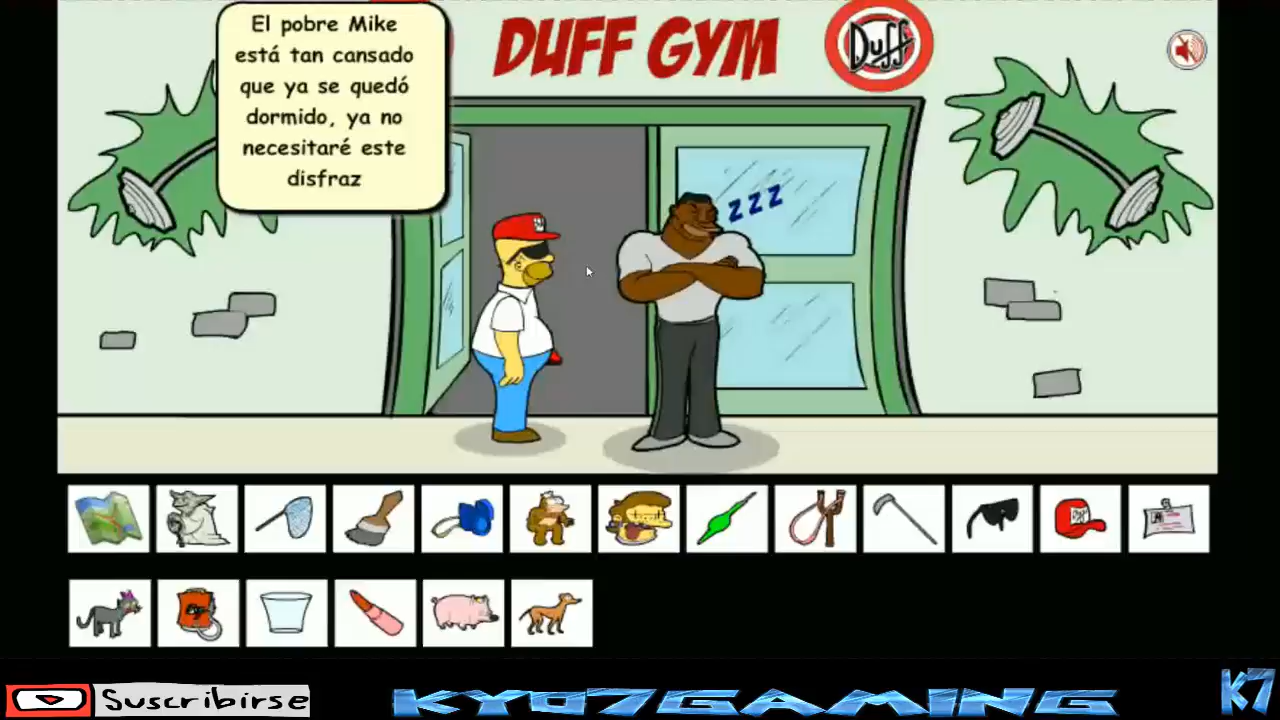 El pobre Mike
está tan cansado
que ya se quedó
dormido, ya no
necesitaré este
disfraz
DUFF GYM
Duff
ZZZ
Suscribirse
KY07GAMING
K7